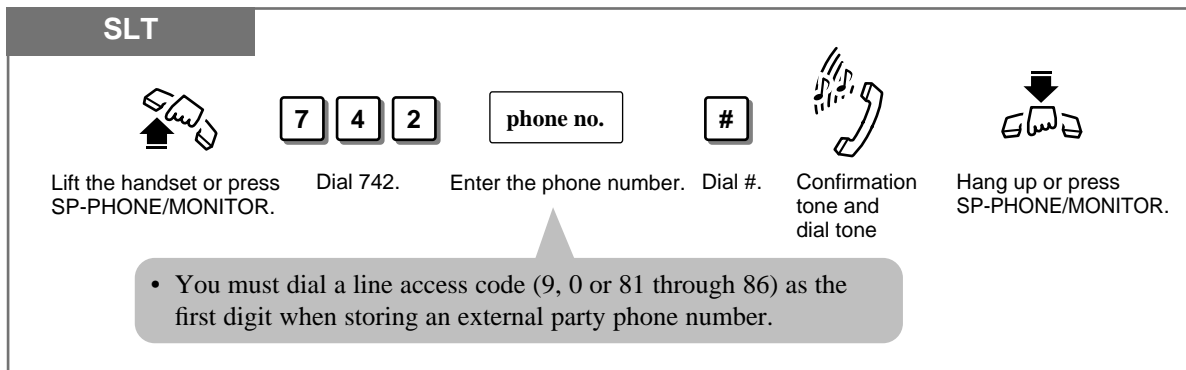 SLT
7 4 2
phone no.
#
Lift the handset or press
SP-PHONE/MONITOR.
Dial 742.
Enter the phone number.
Dial #.
Confirmation
tone and
dial tone
Hang up or press
SP-PHONE/MONITOR.
• You must dial a line access code (9, 0 or 81 through 86) as the
first digit when storing an external party phone number.